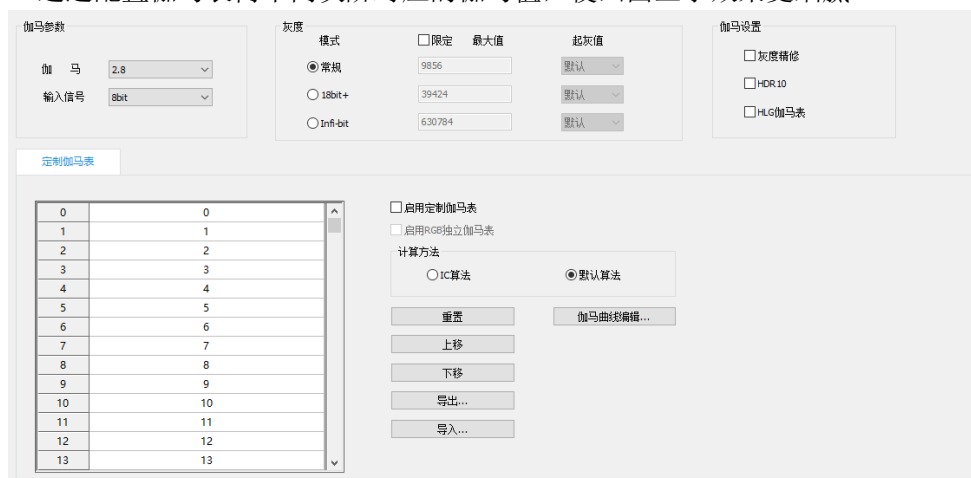 伽马参数
伽 马 2.8
输入信号 8bit
灰度
模式 限定 最大值 起灰值
常规 9856 默认
18bit+ 39424 默认
Infi-bit 630784 默认
伽马设置
灰度精修
HDR10
HLG伽马表
定制伽马表
0 0
1 1
2 2
3 3
4 4
5 5
6 6
7 7
8 8
9 9
10 10
11 11
12 12
13 13
启用定制伽马表
启用RGB独立伽马表
计算方法
IC算法 默认算法
重置 伽马曲线编辑...
上移
下移
导出...
导入...